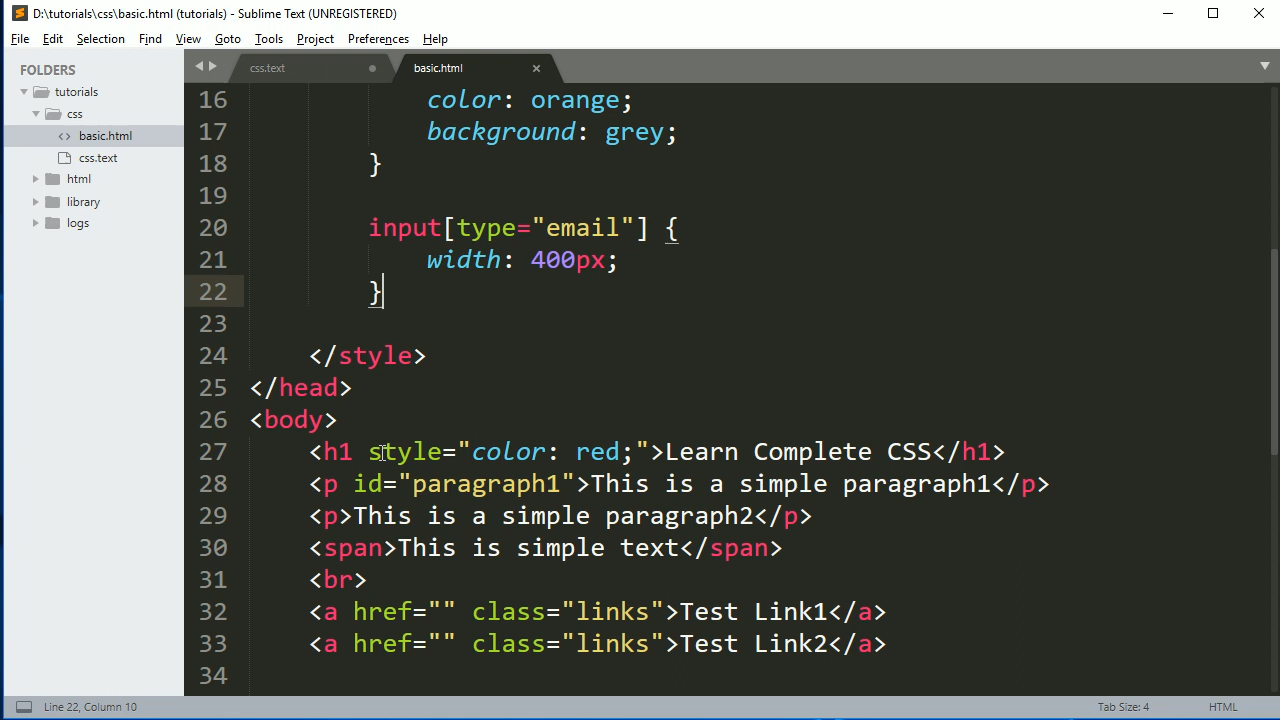 D:\tutorials\css\basic.html (tutorials) - Sublime Text (UNREGISTERED)
File Edit Selection Find View Goto Tools Project Preferences Help
FOLDERS
tutorials
css
basic.html
css.text
html
library
logs
css.text
basic.html
16 color: orange;
17 background: grey;
18 }
19
20 input[type="email"] {
21 width: 400px;
22 }
23
24 </style>
25 </head>
26 <body>
27 <h1 style="color: red;">Learn Complete CSS</h1>
28 <p id="paragraph1">This is a simple paragraph1</p>
29 <p>This is a simple paragraph2</p>
30 <span>This is simple text</span>
31 <br>
32 <a href="" class="links">Test Link1</a>
33 <a href="" class="links">Test Link2</a>
34
Line 22, Column 10 Tab Size: 4 HTML